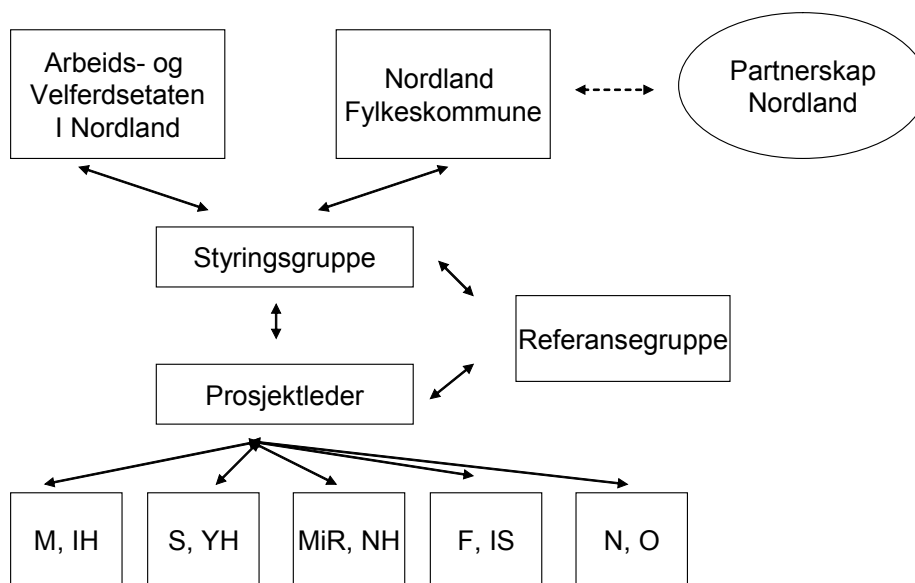 Arbeids- og
Velferdsetaten
I Nordland
Nordland
Fylkeskommune
Partnerskap
Nordland
Styringsgruppe
Referansegruppe
Prosjektleder
M, IH
S, YH
MiR, NH
F, IS
N, O